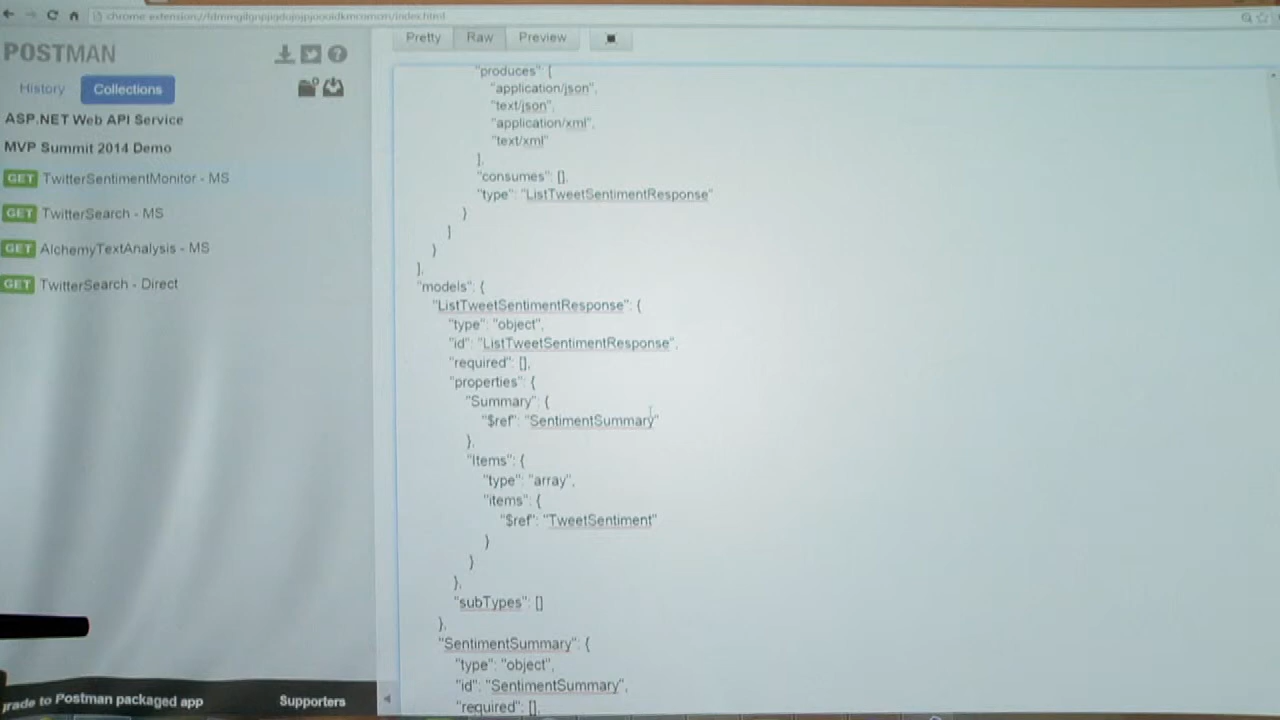 POSTMAN
History
Collections
ASP.NET Web API Service
MVP Summit 2014 Demo
GET TwitterSentimentMonitor - MS
GET TwitterSearch - MS
GET AlchemyTextAnalysis - MS
GET TwitterSearch - Direct
grade to Postman packaged app
Supporters
Pretty
Raw
Preview
"produces": [
"application/json",
"text/json",
"application/xml",
"text/xml"
],
"consumes": [],
"type": "ListTweetSentimentResponse"
}
]
}
],
"models": {
"ListTweetSentimentResponse": {
"type": "object",
"id": "ListTweetSentimentResponse",
"required": [],
"properties": {
"Summary": {
"$ref": "SentimentSummary"
},
"Items": {
"type": "array",
"items": {
"$ref": "TweetSentiment"
}
}
},
"subTypes": []
},
"SentimentSummary": {
"type": "object",
"id": "SentimentSummary",
"required": [],